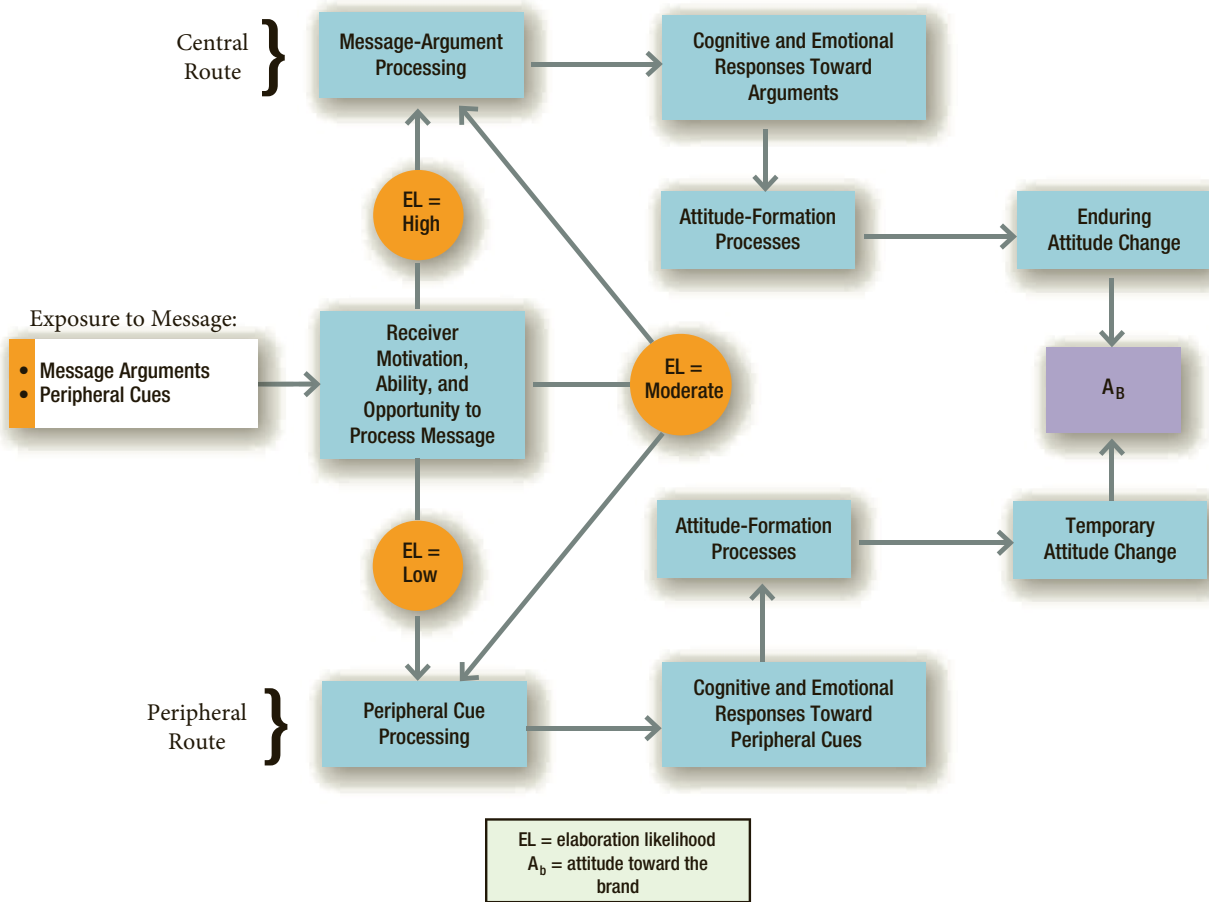 Central
Route
}
Message-Argument
Processing
Cognitive and Emotional
Responses Toward
Arguments
EL =
High
Attitude-Formation
Processes
Enduring
Attitude Change
Exposure to Message:
• Message Arguments
• Peripheral Cues
Receiver
Motivation,
Ability, and
Opportunity to
Process Message
EL =
Moderate
A_B
EL =
Low
Attitude-Formation
Processes
Temporary
Attitude Change
Peripheral
Route
}
Peripheral Cue
Processing
Cognitive and Emotional
Responses Toward
Peripheral Cues
EL = elaboration likelihood
A_b = attitude toward the
brand